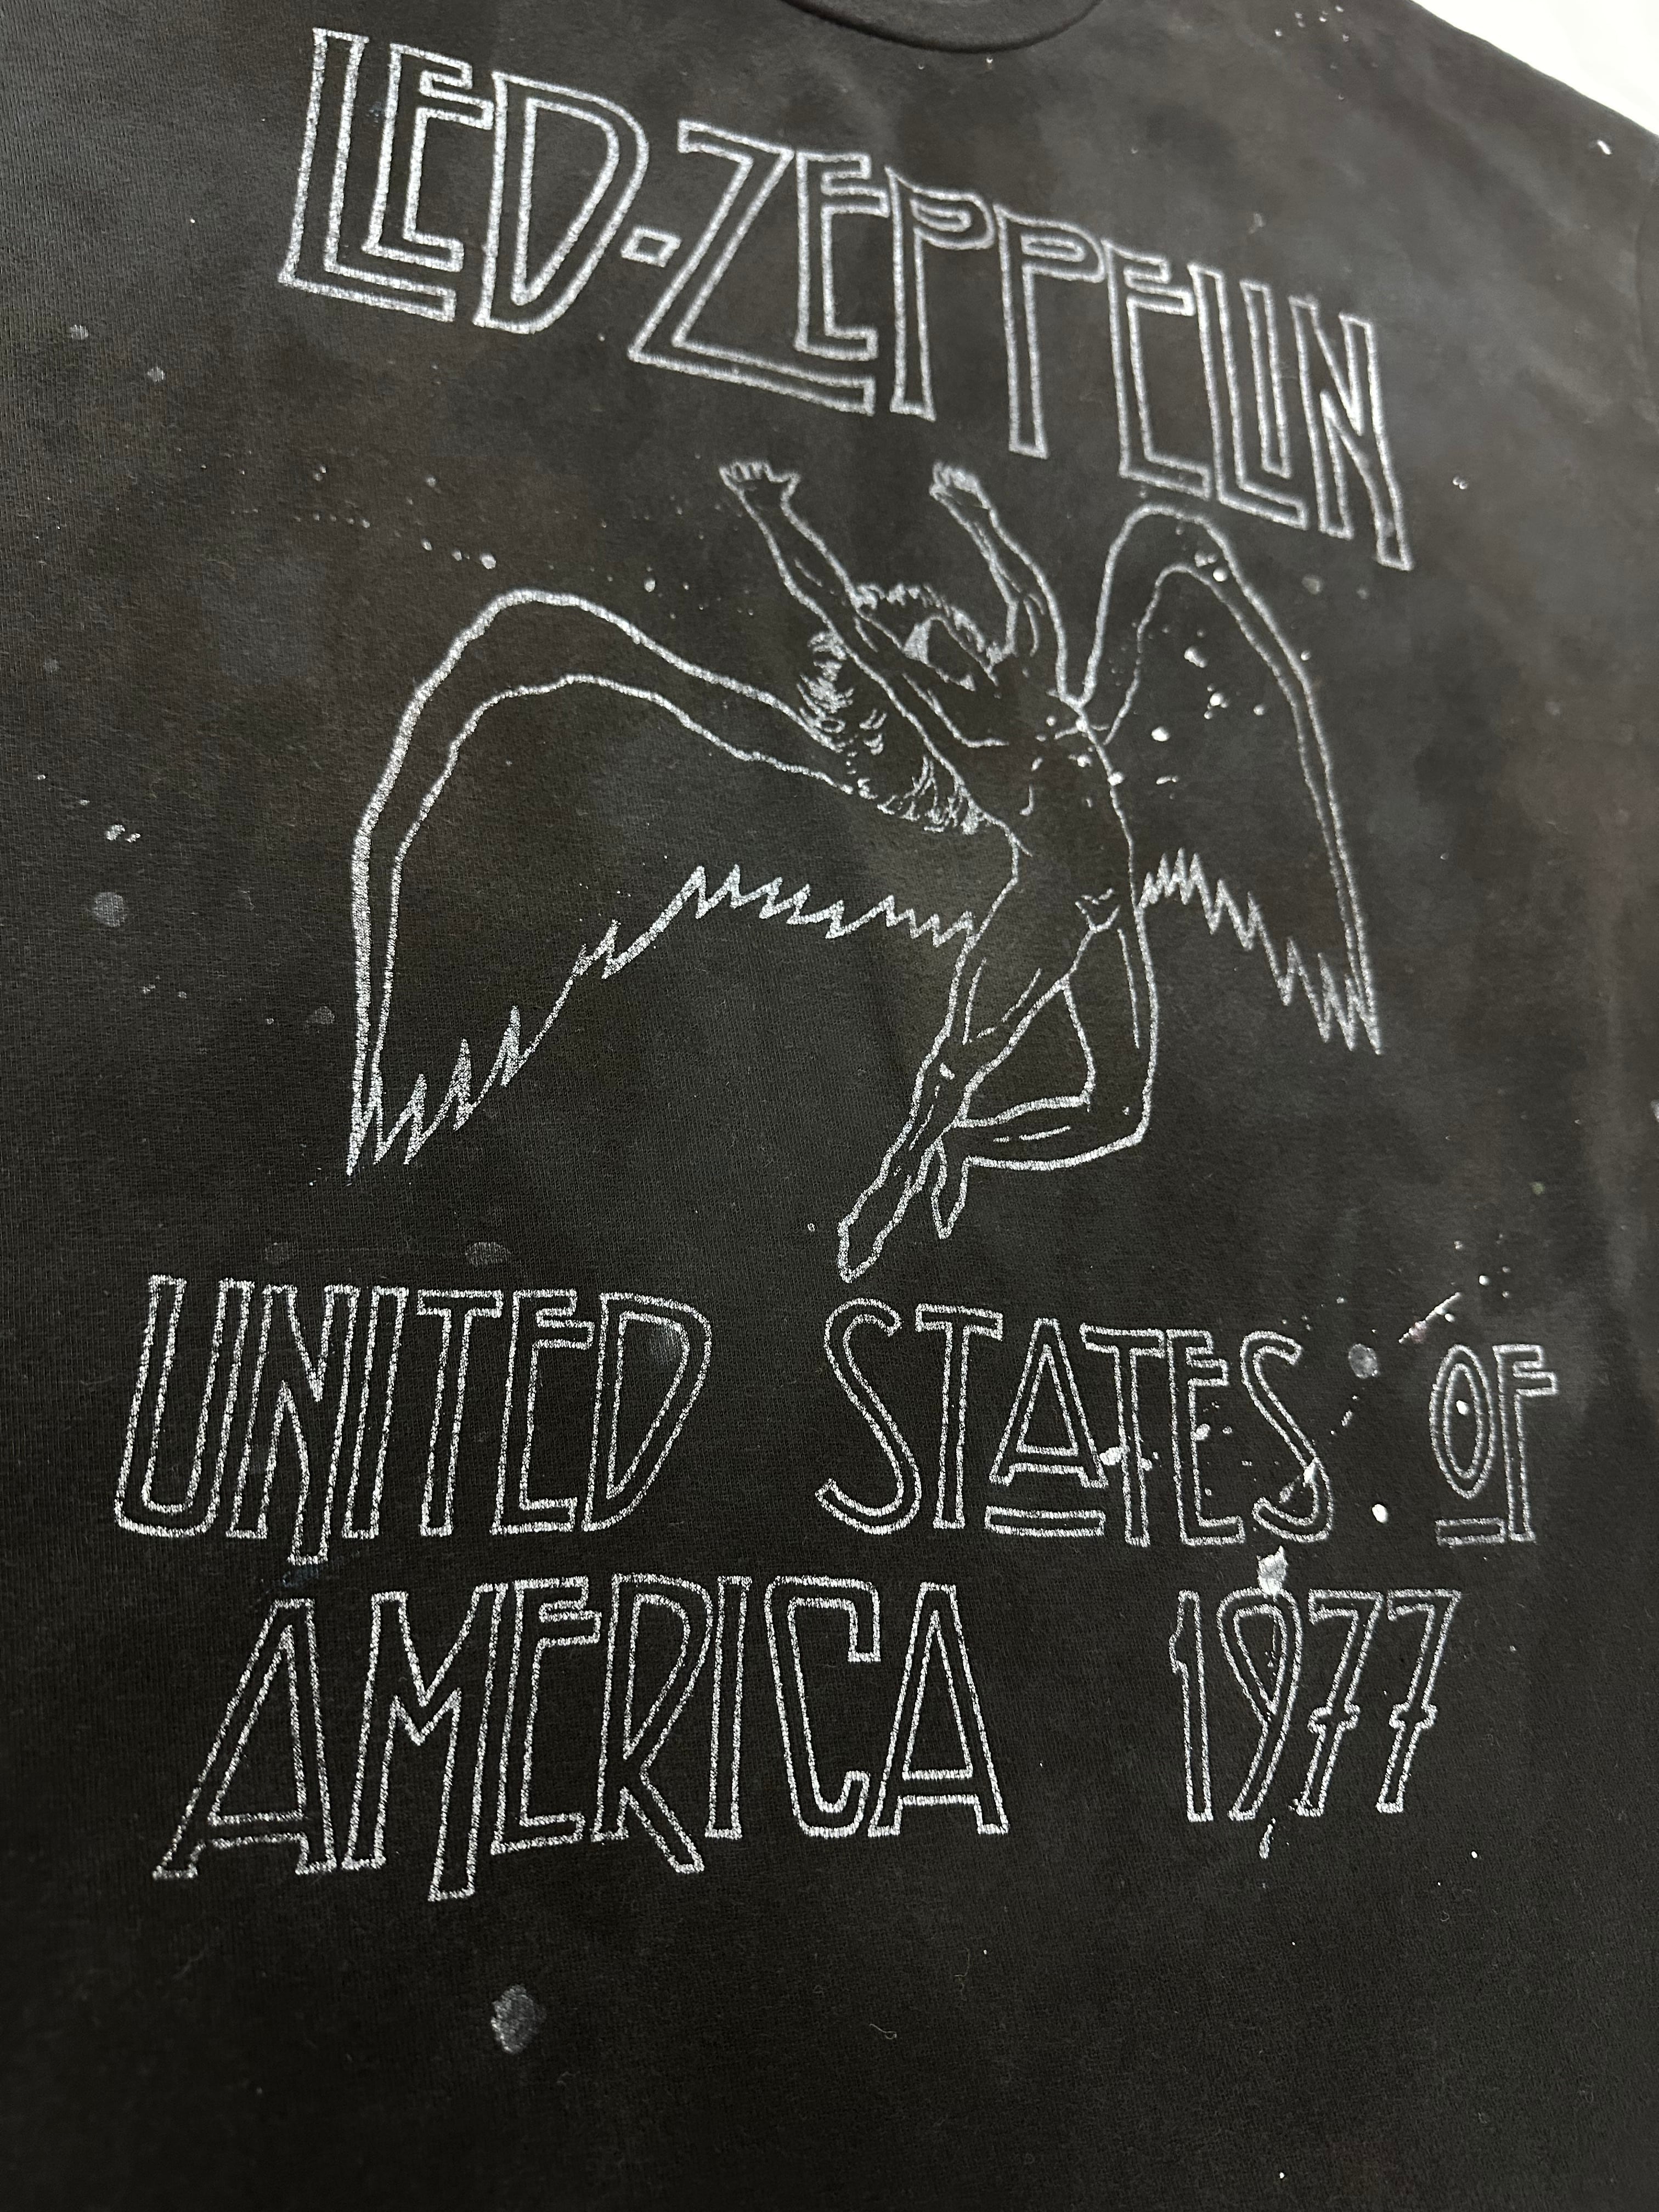 LED-ZEPPELIN
UNITED STATES OF
AMERICA 1977